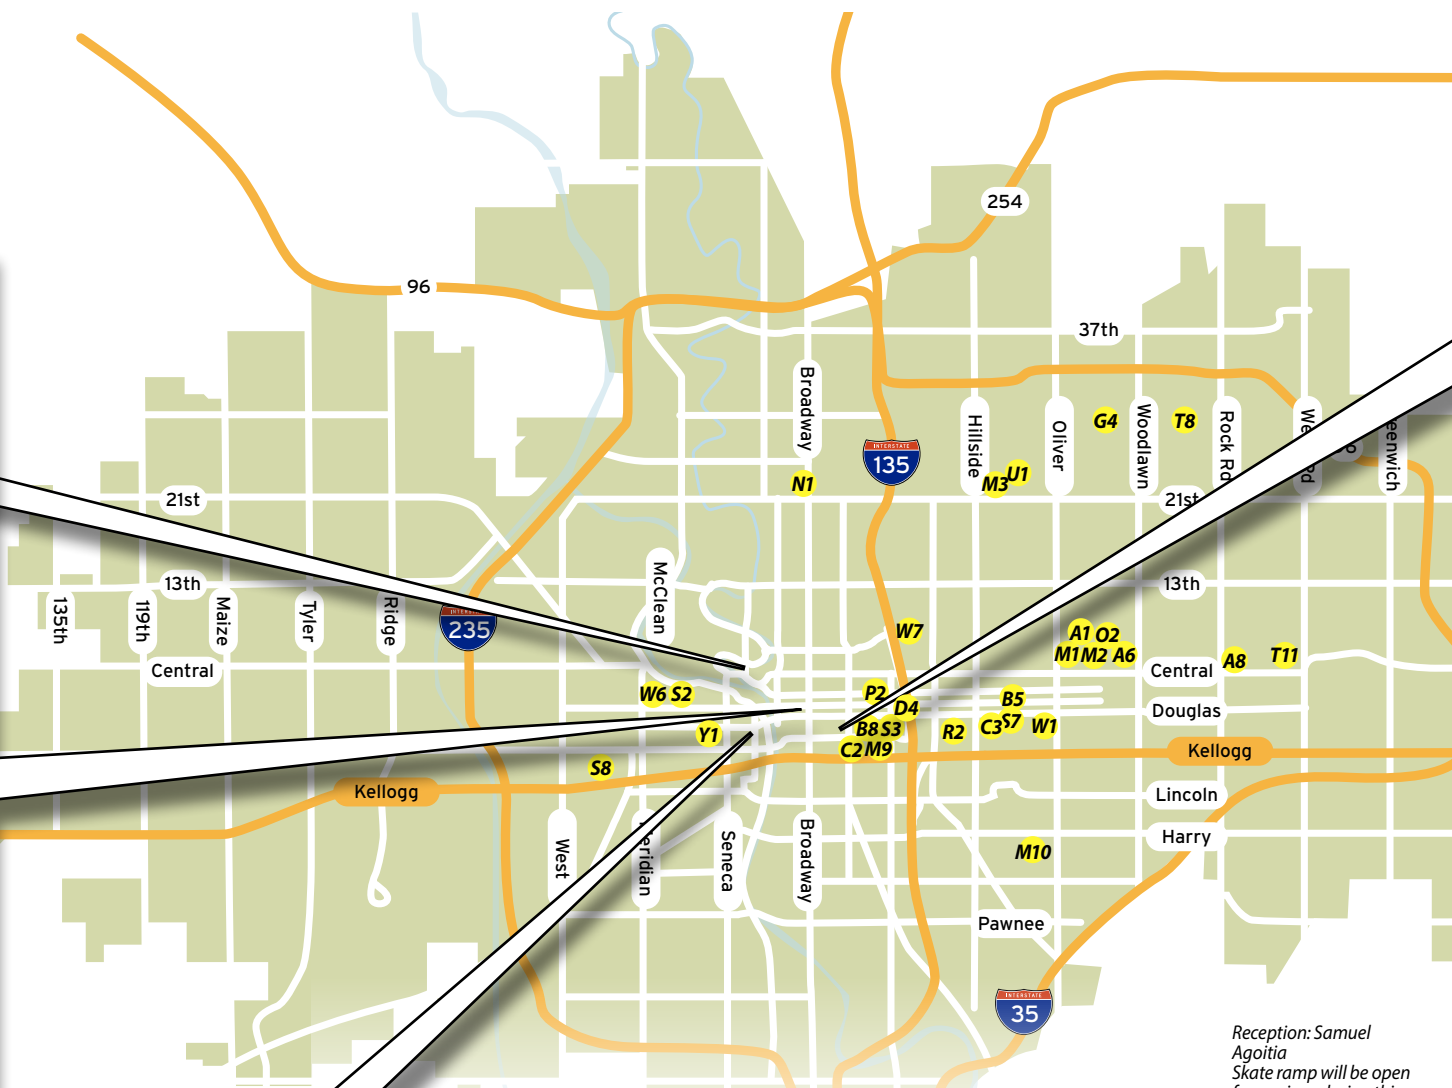 254
96
37th
Broadway
Hillside
Oliver
Woodlawn
Rock Rd
G4
T8
INTERSTATE
135
N1
M3
U1
21st
21st
13th
13th
McClean
135th
119th
Maize
Tyler
Ridge
235
Central
W7
A1
O2
M1
M2
A6
A8
T11
Central
W6
S2
P2
D4
B5
Douglas
Y1
B8
S3
R2
C3
S7
W1
C2
M9
Kellogg
S8
Kellogg
Lincoln
Harry
West
Seneca
Broadway
M10
Pawnee
INTERSTATE
35
Reception: Samuel
Agoitia
Skate ramp will be open